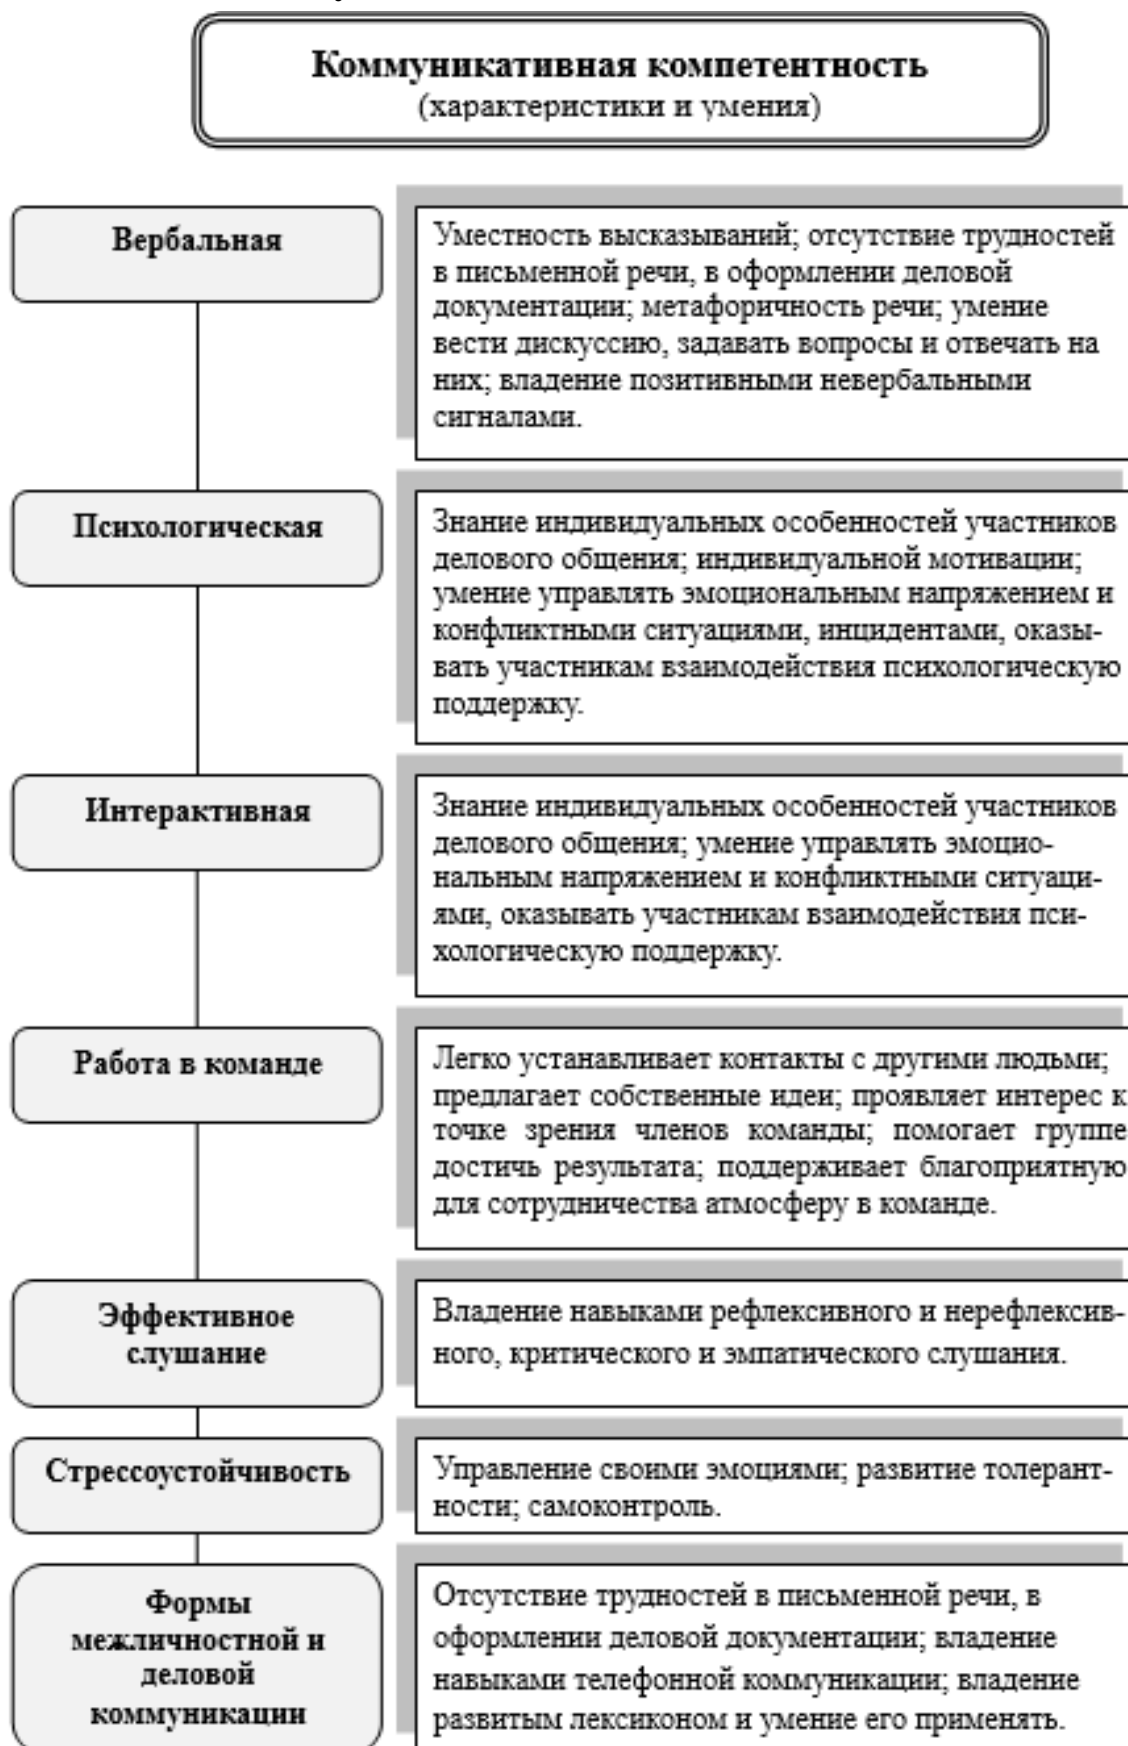 Коммуникативная компетентность
(характеристики и умения)
Вербальная
Уместность высказываний; отсутствие трудностей
в письменной речи, в оформлении деловой
документации; метафоричность речи; умение
вести дискуссию, задавать вопросы и отвечать на
них; владение позитивными невербальными
сигналами.
Психологическая
Знание индивидуальных особенностей участников
делового общения; индивидуальной мотивации;
умение управлять эмоциональным напряжением и
конфликтными ситуациями, инцидентами, оказы-
вать участникам взаимодействия психологическую
поддержку.
Интерактивная
Знание индивидуальных особенностей участников
делового общения; умение управлять эмоцио-
нальным напряжением и конфликтными ситуаци-
ями, оказывать участникам взаимодействия пси-
хологическую поддержку.
Работа в команде
Легко устанавливает контакты с другими людьми;
предлагает собственные идеи; проявляет интерес к
точке зрения членов команды; помогает группе
достичь результата; поддерживает благоприятную
для сотрудничества атмосферу в команде.
Эффективное
слушание
Владение навыками рефлексивного и нерефлексив-
ного, критического и эмпатического слушания.
Стрессоустойчивость
Управление своими эмоциями; развитие толерант-
ности; самоконтроль.
Формы
межличностной и
деловой
коммуникации
Отсутствие трудностей в письменной речи, в
оформлении деловой документации; владение
навыками телефонной коммуникации; владение
развитым лексиконом и умение его применять.